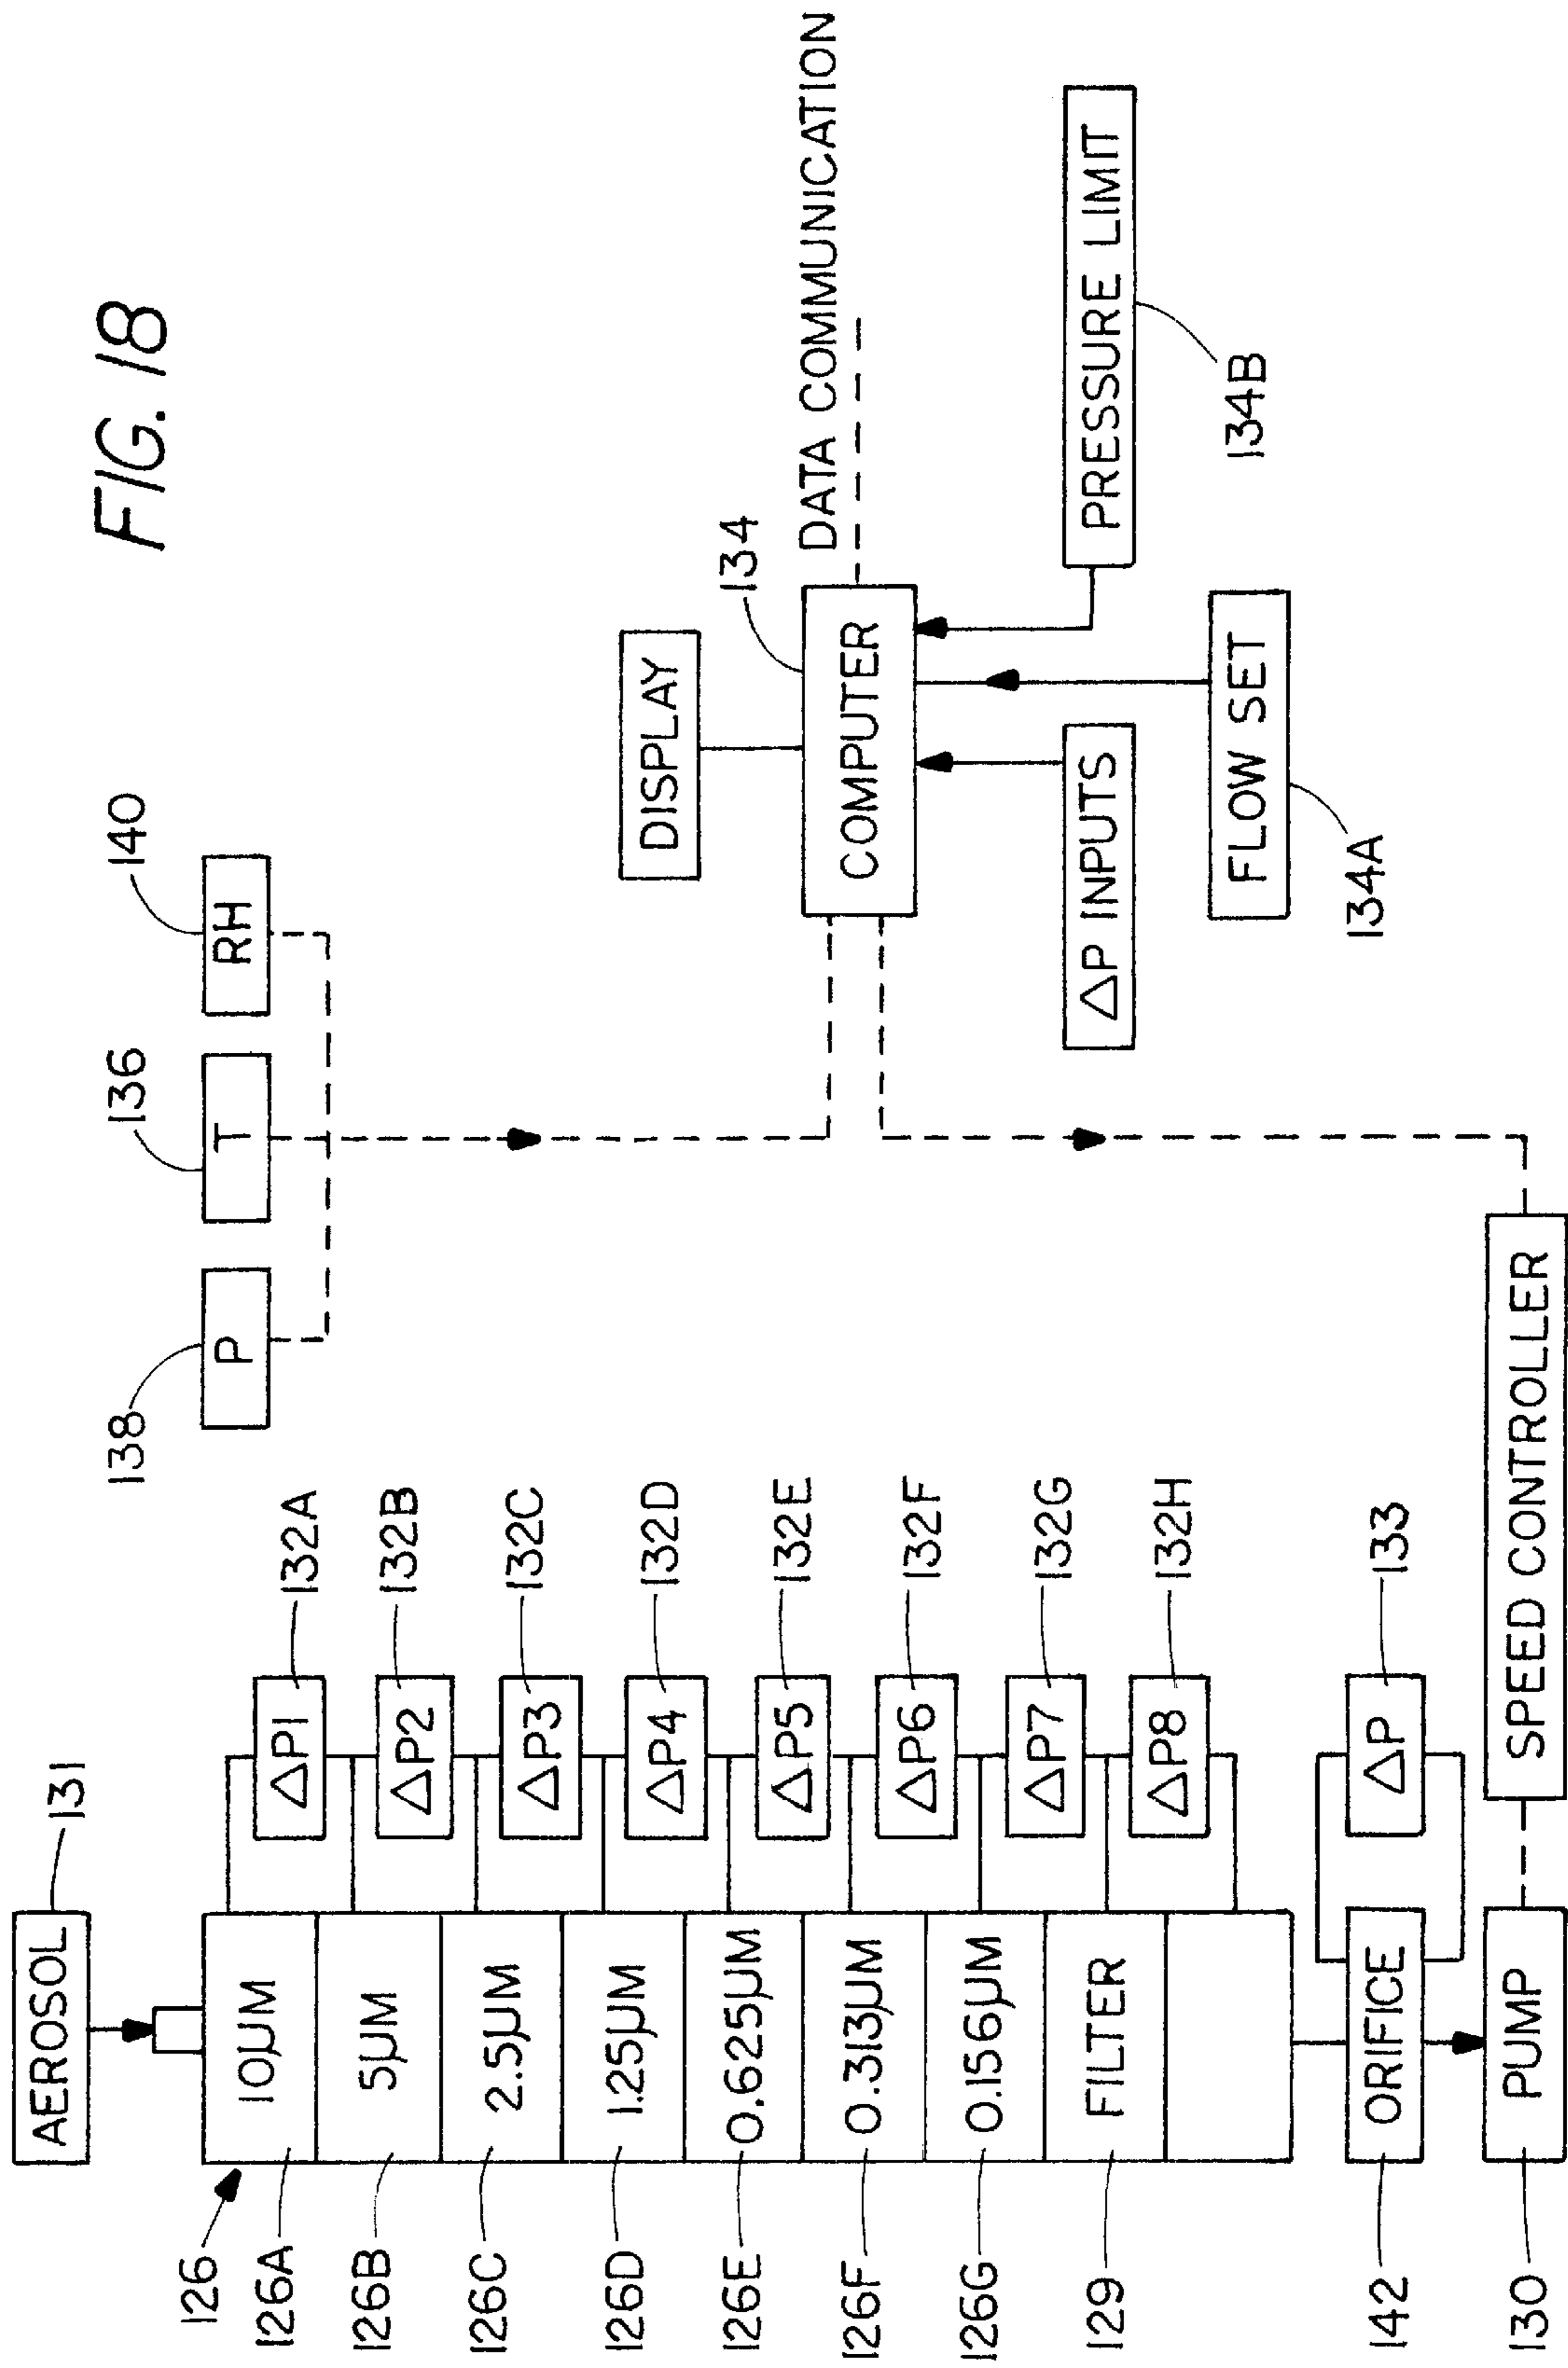 FIG. 18
AEROSOL
131
126
10µM
126A
5µM
126B
2.5µM
126C
1.25µM
126D
0.625µM
126E
0.313µM
126F
0.156µM
126G
FILTER
129
ORIFICE
142
PUMP
130
ΔP1
132A
ΔP2
132B
ΔP3
132C
ΔP4
132D
ΔP5
132E
ΔP6
132F
ΔP7
132G
ΔP8
132H
ΔP
133
SPEED CONTROLLER
138
P
136
T
140
RH
DISPLAY
134
COMPUTER
DATA COMMUNICATION
ΔP INPUTS
FLOW SET
134A
PRESSURE LIMIT
134B